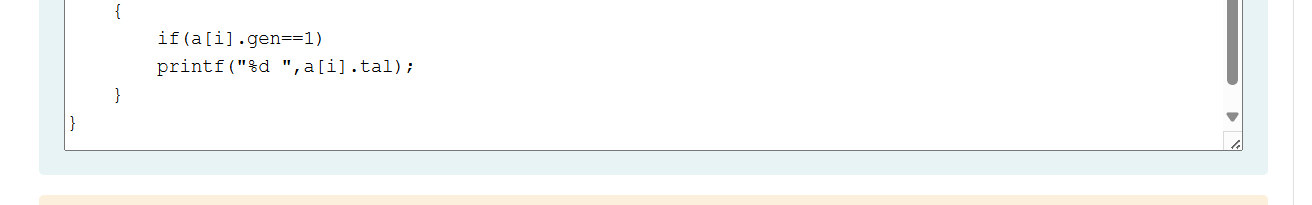 {
if(a[i].gen==1)
printf("%d ",a[i].tal);
}
}